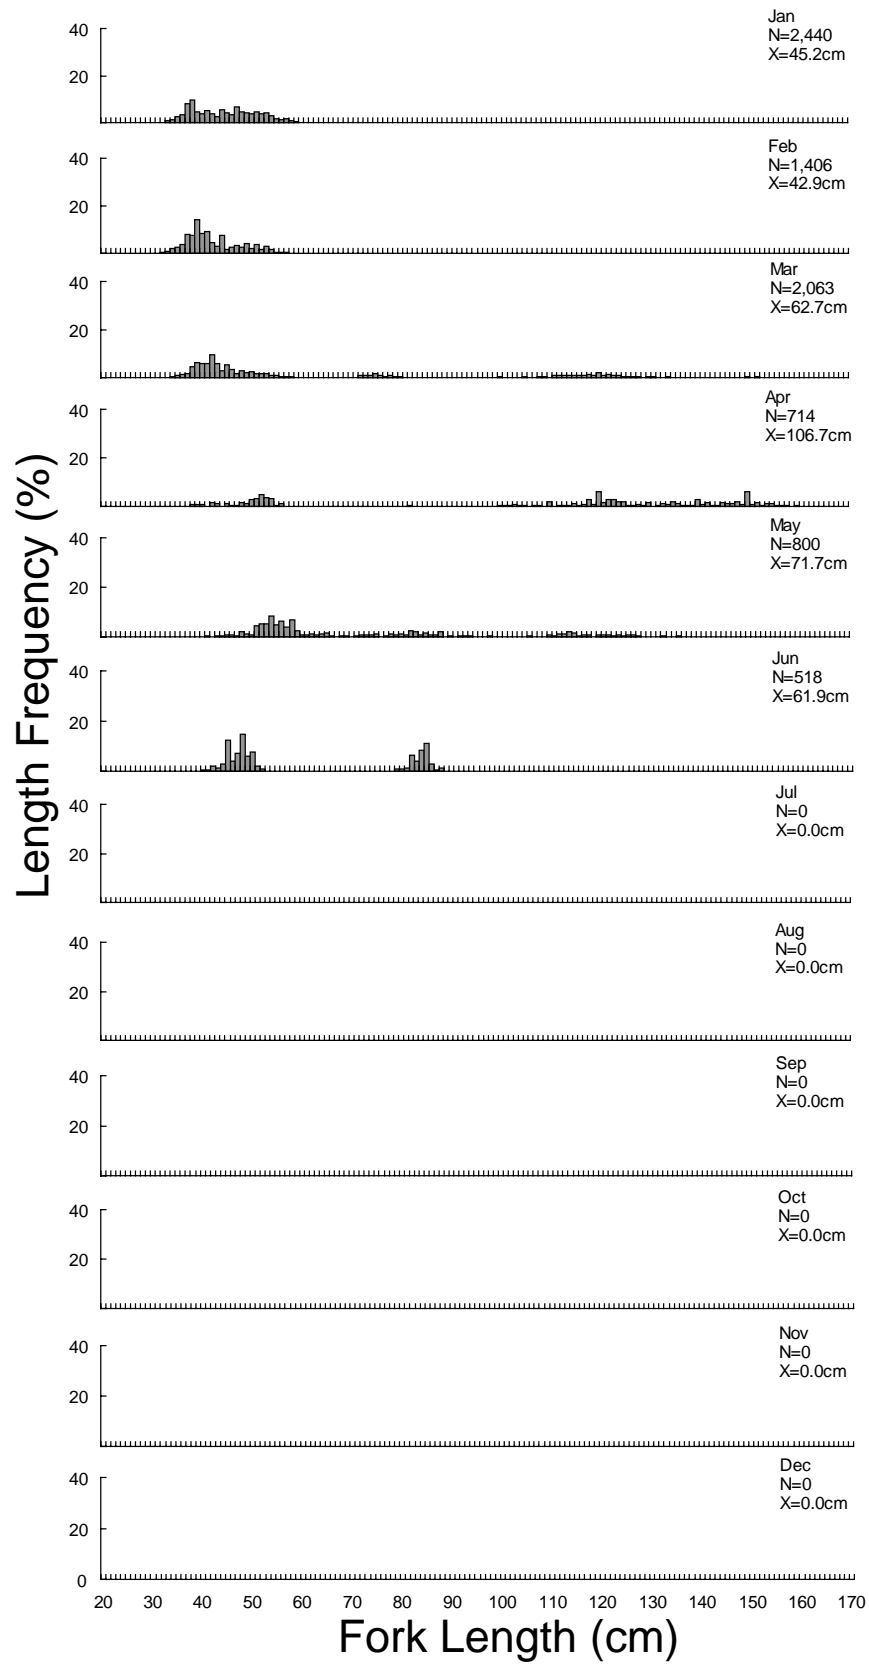 Length Frequency (%)
40
20
Jan
N=2,440
X=45.2cm
40
20
Feb
N=1,406
X=42.9cm
40
20
Mar
N=2,063
X=62.7cm
40
20
Apr
N=714
X=106.7cm
40
20
May
N=800
X=71.7cm
40
20
Jun
N=518
X=61.9cm
40
20
Jul
N=0
X=0.0cm
40
20
Aug
N=0
X=0.0cm
40
20
Sep
N=0
X=0.0cm
40
20
Oct
N=0
X=0.0cm
40
20
Nov
N=0
X=0.0cm
40
20
0
Dec
N=0
X=0.0cm
20 30 40 50 60 70 80 90 100 110 120 130 140 150 160 170
Fork Length (cm)